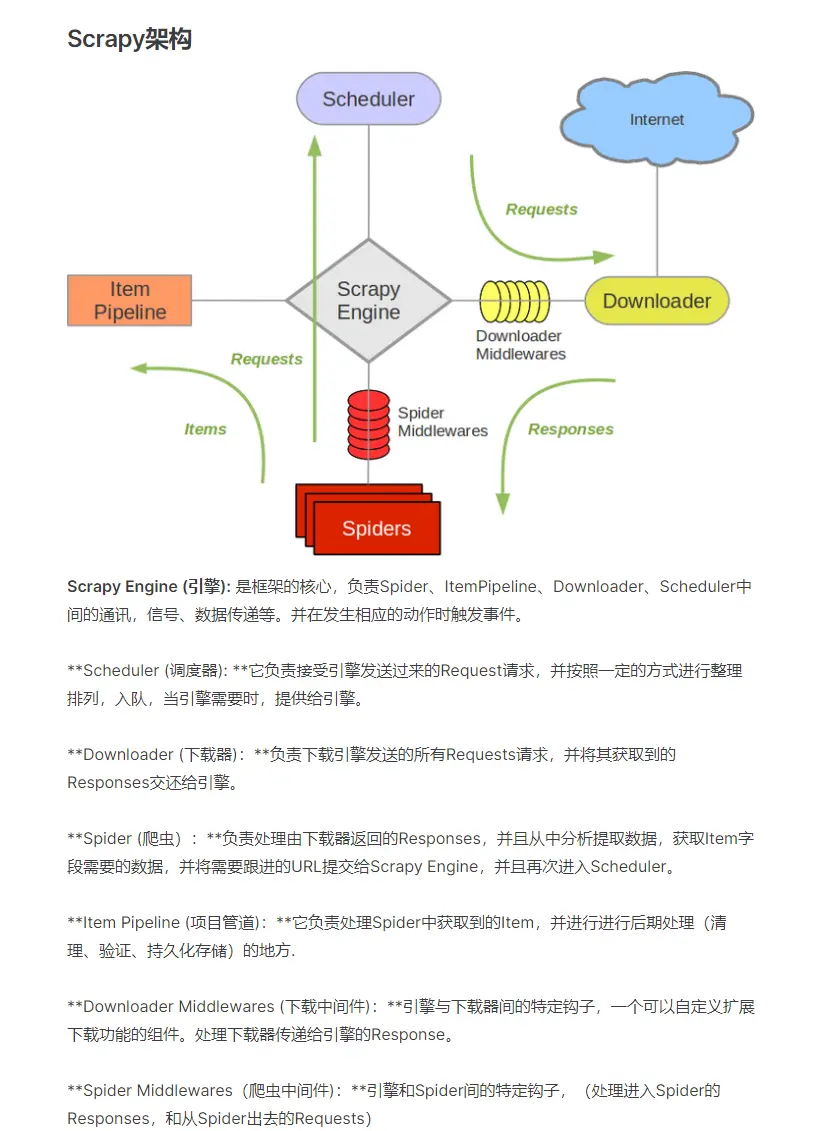 Scrapy架构
Scheduler
Internet
Requests
Item
Pipeline
Scrapy
Engine
Downloader
Downloader
Middlewares
Requests
Items
Spider
Middlewares
Responses
Spiders
Scrapy Engine (引擎): 是框架的核心，负责Spider、ItemPipeline、Downloader、Scheduler中
间的通讯，信号、数据传递等。并在发生相应的动作时触发事件。
**Scheduler (调度器): **它负责接受引擎发送过来的Request请求，并按照一定的方式进行整理
排列，入队，当引擎需要时，提供给引擎。
**Downloader (下载器)：**负责下载引擎发送的所有Requests请求，并将其获取到的
Responses交还给引擎。
**Spider (爬虫）：**负责处理由下载器返回的Responses，并且从中分析提取数据，获取Item字
段需要的数据，并将需要跟进的URL提交给Scrapy Engine，并且再次进入Scheduler。
**Item Pipeline (项目管道)：**它负责处理Spider中获取到的Item，并进行进行后期处理（清
理、验证、持久化存储）的地方.
**Downloader Middlewares (下载中间件)：**引擎与下载器间的特定钩子，一个可以自定义扩展
下载功能的组件。处理下载器传递给引擎的Response。
**Spider Middlewares（爬虫中间件)：**引擎和Spider间的特定钩子，（处理进入Spider的
Responses，和从Spider出去的Requests）